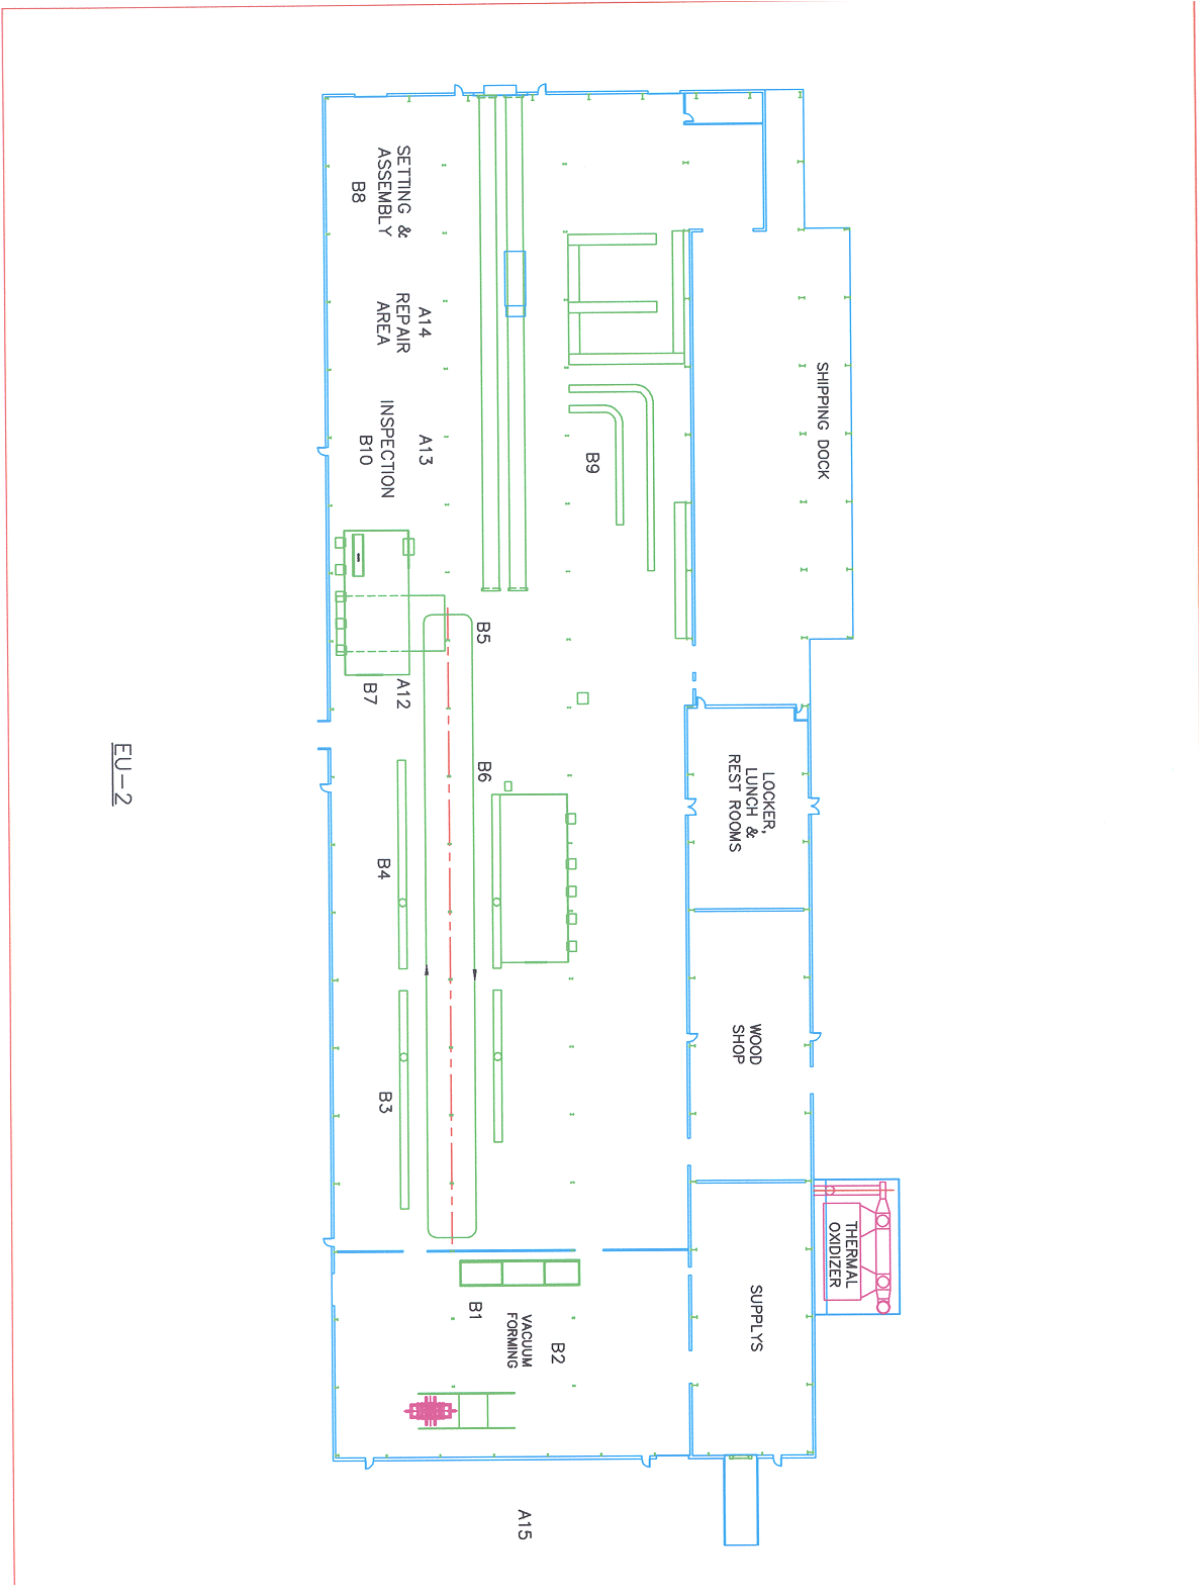 SHIPPING DOCK
LOCKER,
LUNCH &
REST ROOMS
WOOD
SHOP
SUPPLYS
THERMAL
OXIDIZER
B9
B5
B6
B1
VACUUM
FORMING
B2
A15
SETTING &
ASSEMBLY
B8
A14
REPAIR
AREA
A13
INSPECTION
B10
A12
B7
B4
B3
EU-2